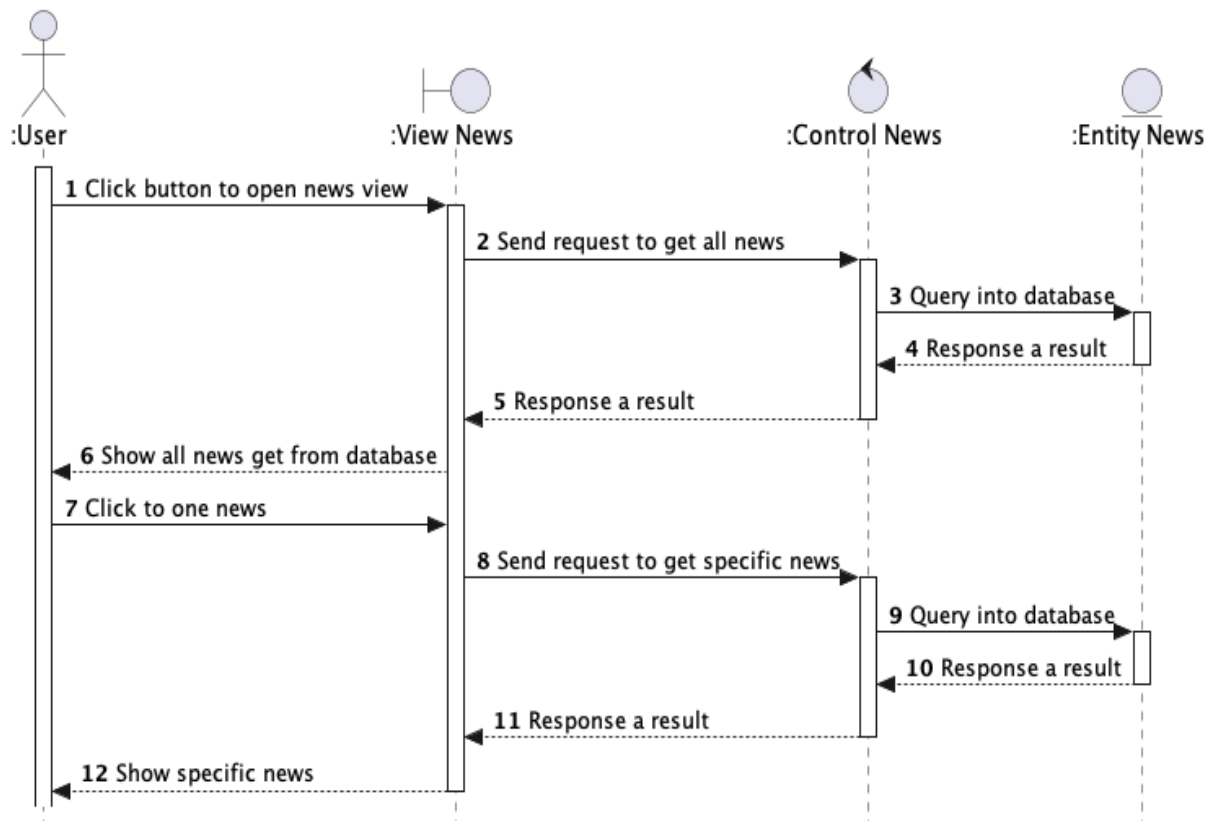 :User
:View News
:Control News
:Entity News
1 Click button to open news view
2 Send request to get all news
3 Query into database
4 Response a result
5 Response a result
6 Show all news get from database
7 Click to one news
8 Send request to get specific news
9 Query into database
10 Response a result
11 Response a result
12 Show specific news